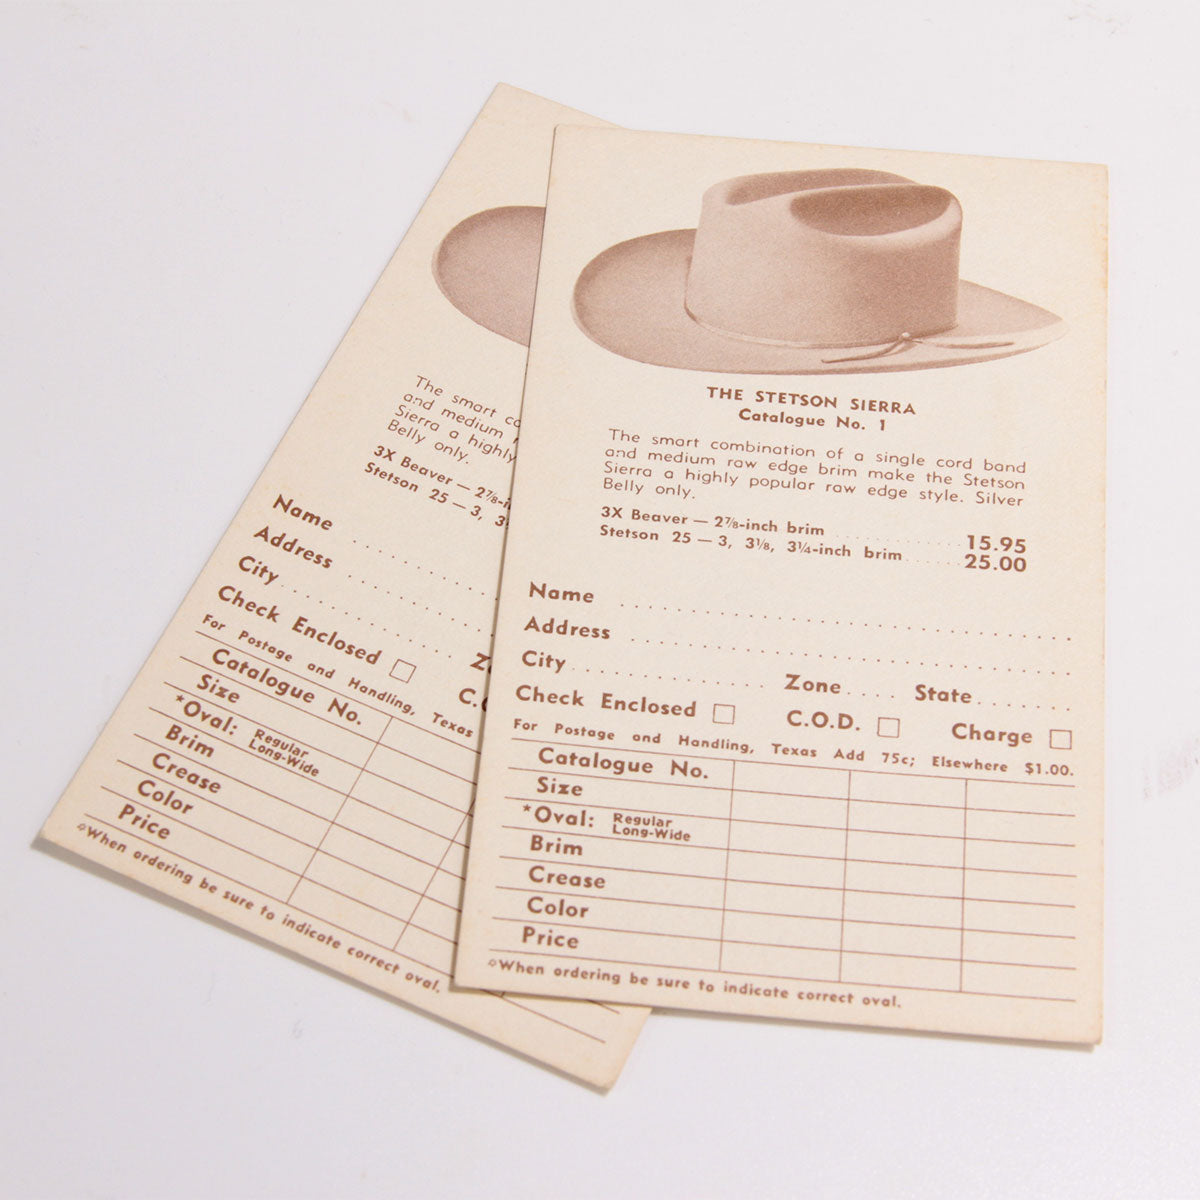 THE STETSON SIERRA
Catalogue No. 1
The smart combination of a single cord band
and medium raw edge brim make the Stetson
Sierra a highly popular raw edge style. Silver
Belly only.
3X Beaver — 2⅞-inch brim ............ 15.95
Stetson 25 — 3, 3⅛, 3¼-inch brim ...... 25.00
Name
Address
City Zone State
Check Enclosed C.O.D. Charge
For Postage and Handling, Texas Add 75c; Elsewhere $1.00.
Catalogue No.
Size
*Oval: Regular
Long-Wide
Brim
Crease
Color
Price
*When ordering be sure to indicate correct oval.
The smart
and medium
Sierra a highly
Belly only.
3X Beaver — 2⅞-
Stetson 25 — 3,
Name
Address
City
Check Enclosed C.
For Postage and Handling, Texas
Catalogue No.
Size
*Oval: Regular
Long-Wide
Brim
Crease
Color
Price
*When ordering be sure to indicate correct oval.